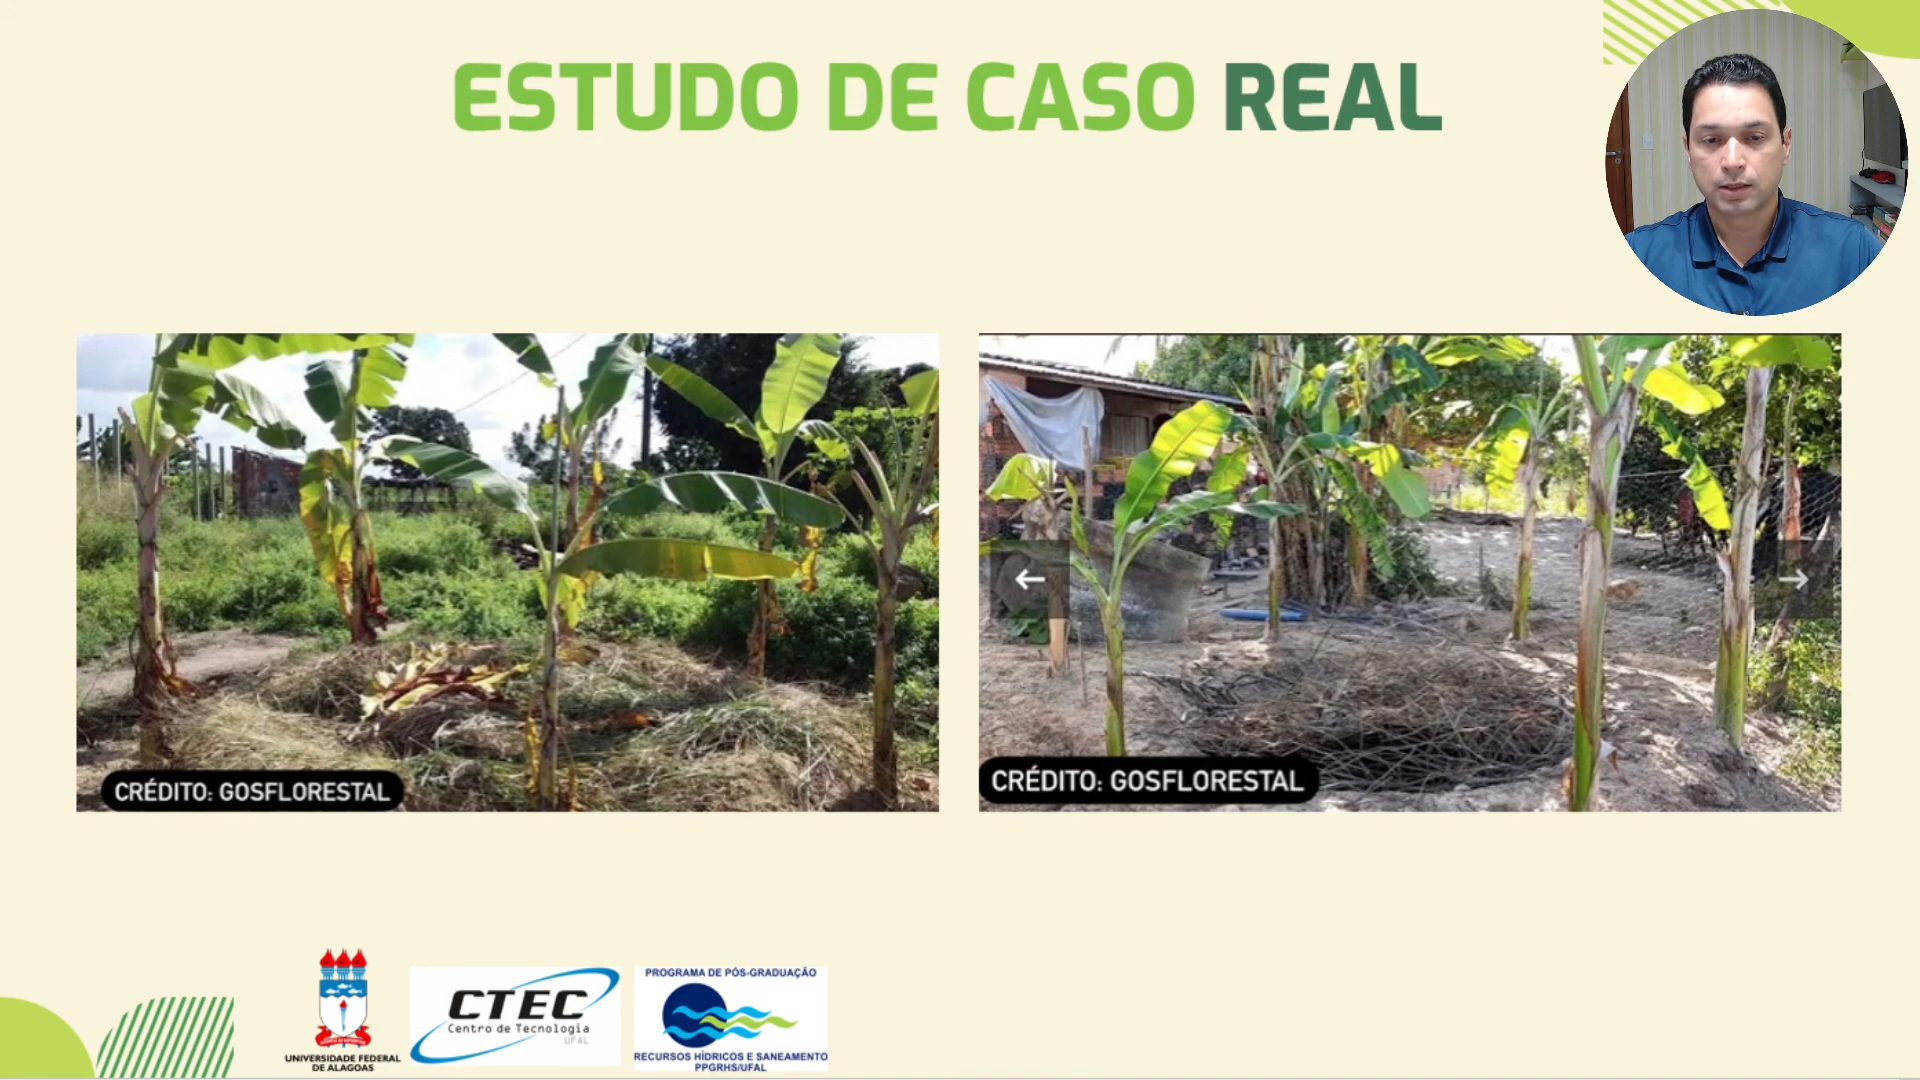 ESTUDO DE CASO REAL
CRÉDITO: GOSFLORESTAL
CRÉDITO: GOSFLORESTAL
UNIVERSIDADE FEDERAL
DE ALAGOAS
CTEC
Centro de Tecnologia
UFAL
PROGRAMA DE PÓS-GRADUAÇÃO
RECURSOS HÍDRICOS E SANEAMENTO
PPGRHS/UFAL